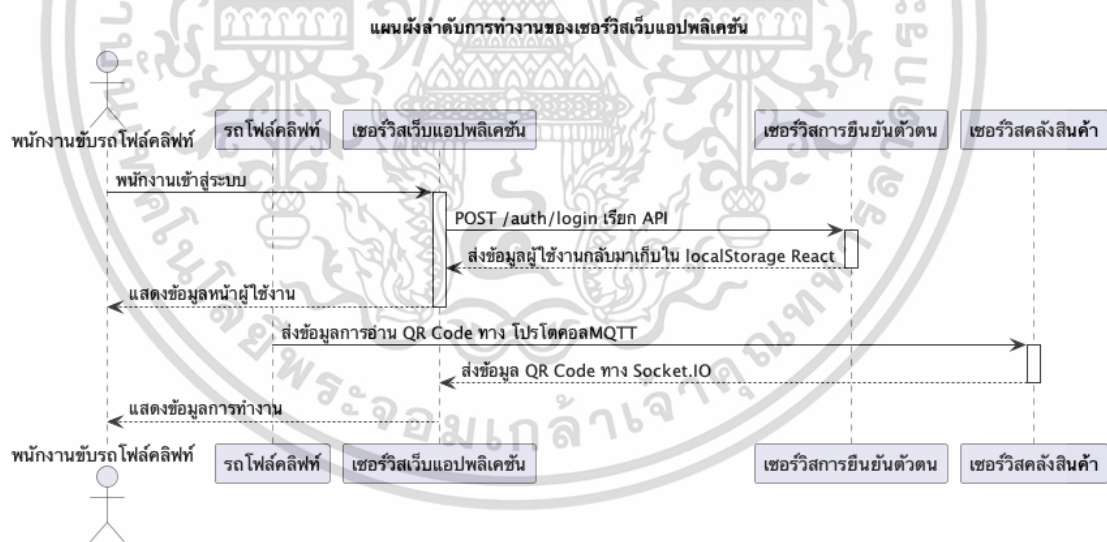 แผนผังลำดับการทำงานของเซอร์วิสเว็บแอปพลิเคชัน
พนักงานขับรถโฟล์คลิฟท์
รถโฟล์คลิฟท์
เซอร์วิสเว็บแอปพลิเคชัน
เซอร์วิสการยืนยันตัวตน
เซอร์วิสคลังสินค้า
พนักงานเข้าสู่ระบบ
POST /auth/login เรียก API
ส่งข้อมูลผู้ใช้งานกลับมาเก็บใน localStorage React
แสดงข้อมูลหน้าผู้ใช้งาน
ส่งข้อมูลการอ่าน QR Code ทาง โปรโตคอลMQTT
ส่งข้อมูล QR Code ทาง Socket.IO
แสดงข้อมูลการทำงาน
พนักงานขับรถโฟล์คลิฟท์
รถโฟล์คลิฟท์
เซอร์วิสเว็บแอปพลิเคชัน
เซอร์วิสการยืนยันตัวตน
เซอร์วิสคลังสินค้า